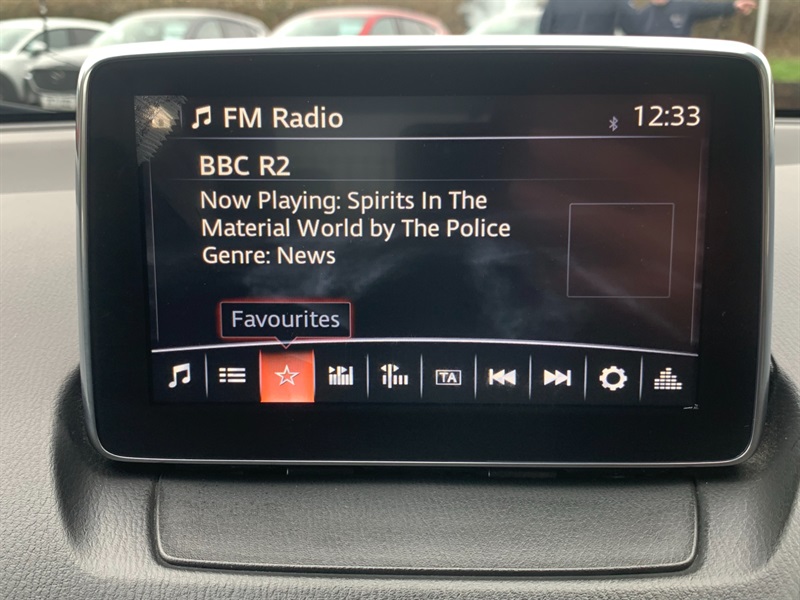 FM Radio 12:33
BBC R2
Now Playing: Spirits In The
Material World by The Police
Genre: News
Favourites
TA